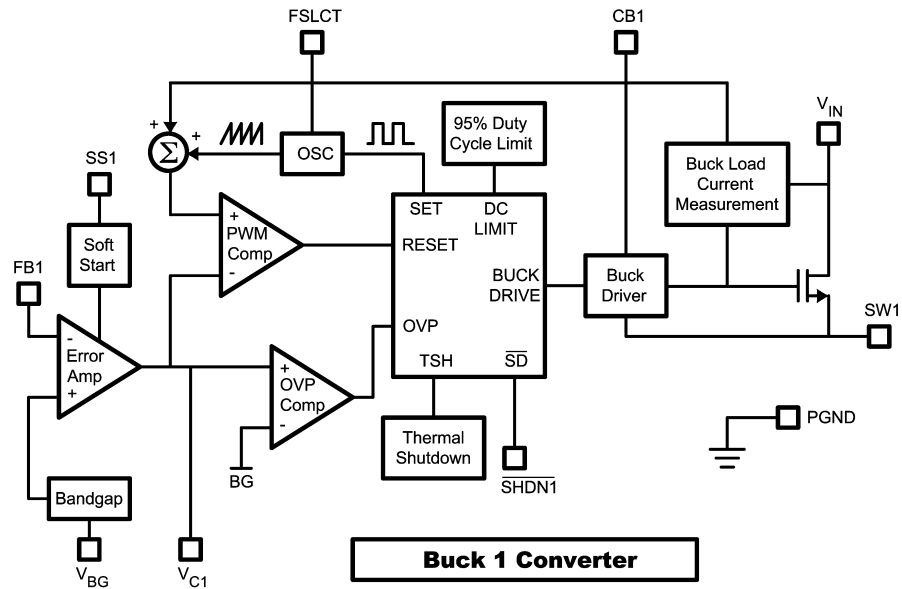 FSLCT
CB1
V_IN
SS1
+
+
Σ
OSC
95% Duty
Cycle Limit
Buck Load
Current
Measurement
Soft
Start
SET
DC
LIMIT
+
PWM
Comp
-
RESET
FB1
BUCK
DRIVE
Buck
Driver
SW1
-
Error
Amp
+
OVP
+
OVP
Comp
-
TSH
S̅D̅
BG
Thermal
Shutdown
S̅H̅D̅N̅1̅
PGND
Bandgap
V_BG
V_C1
Buck 1 Converter